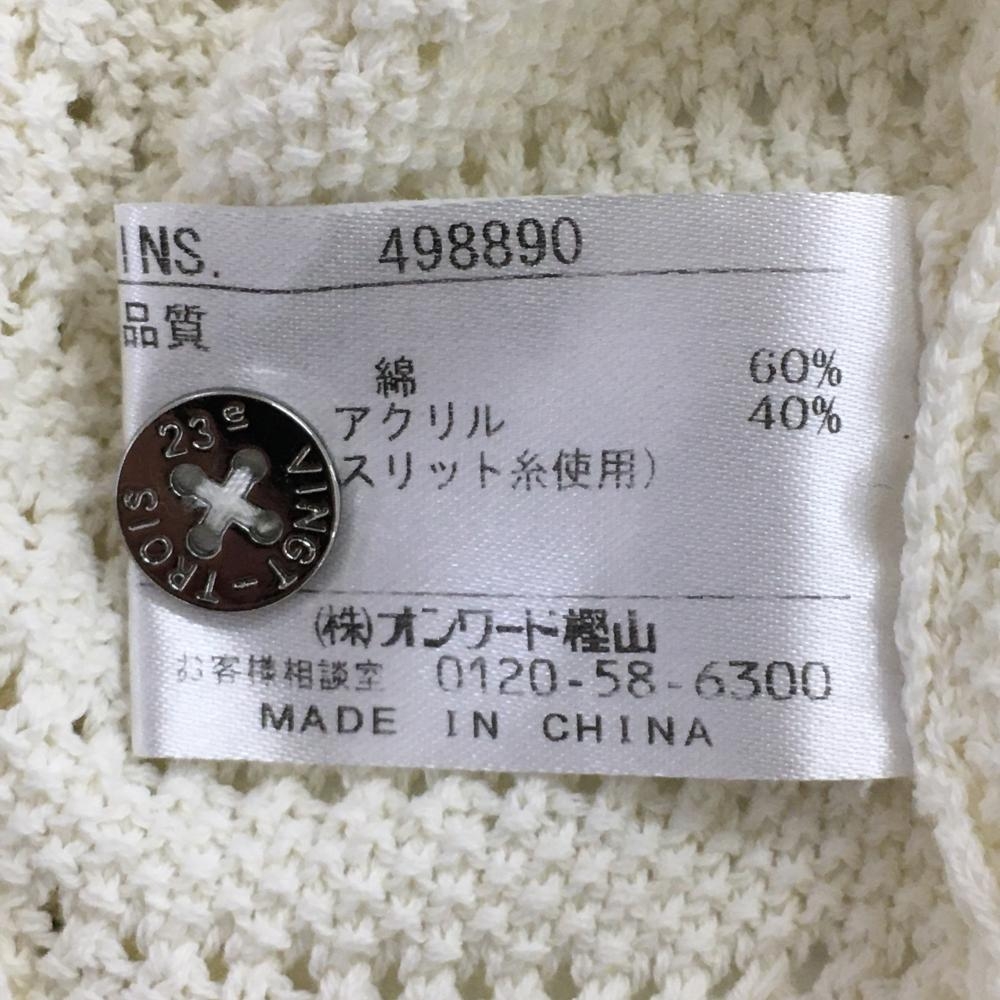 INS. 498890
品質
綿 60%
アクリル 40%
スリット糸使用)
23e
VINGT-TROIS
(株)オンワード樫山
お客様相談室 0120-58-6300
MADE IN CHINA